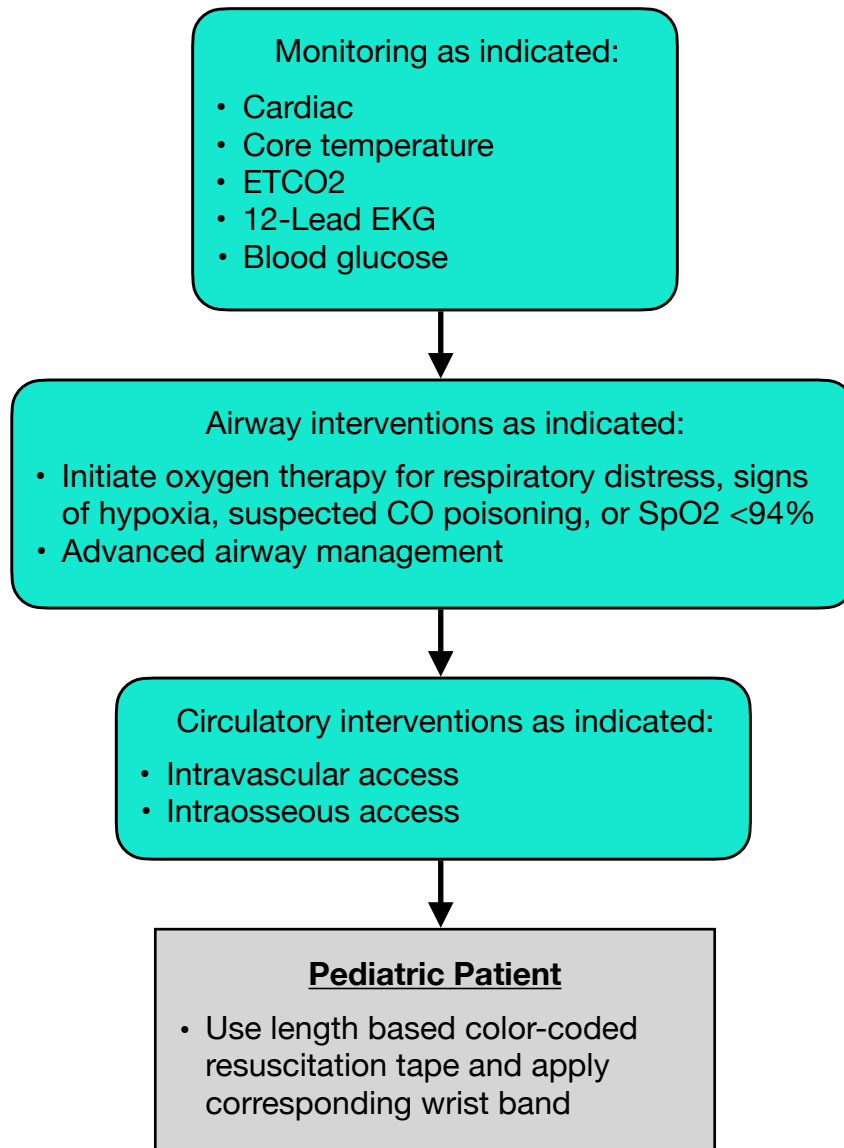 Monitoring as indicated:
• Cardiac
• Core temperature
• ETCO2
• 12-Lead EKG
• Blood glucose
Airway interventions as indicated:
• Initiate oxygen therapy for respiratory distress, signs
of hypoxia, suspected CO poisoning, or SpO2 <94%
• Advanced airway management
Circulatory interventions as indicated:
• Intravascular access
• Intraosseous access
Pediatric Patient
• Use length based color-coded
resuscitation tape and apply
corresponding wrist band